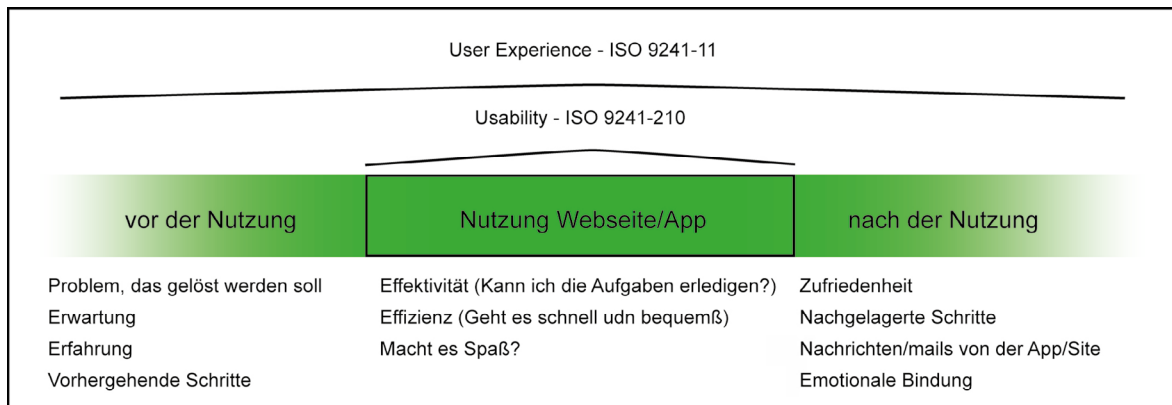 User Experience - ISO 9241-11
Usability - ISO 9241-210
vor der Nutzung
Nutzung Webseite/App
nach der Nutzung
Problem, das gelöst werden soll
Erwartung
Erfahrung
Vorhergehende Schritte
Effektivität (Kann ich die Aufgaben erledigen?)
Effizienz (Geht es schnell udn bequemß)
Macht es Spaß?
Zufriedenheit
Nachgelagerte Schritte
Nachrichten/mails von der App/Site
Emotionale Bindung